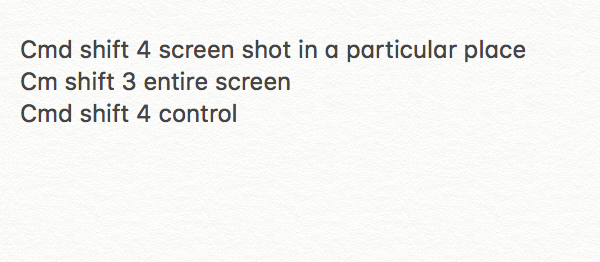 Cmd shift 4 screen shot in a particular place
Cm shift 3 entire screen
Cmd shift 4 control